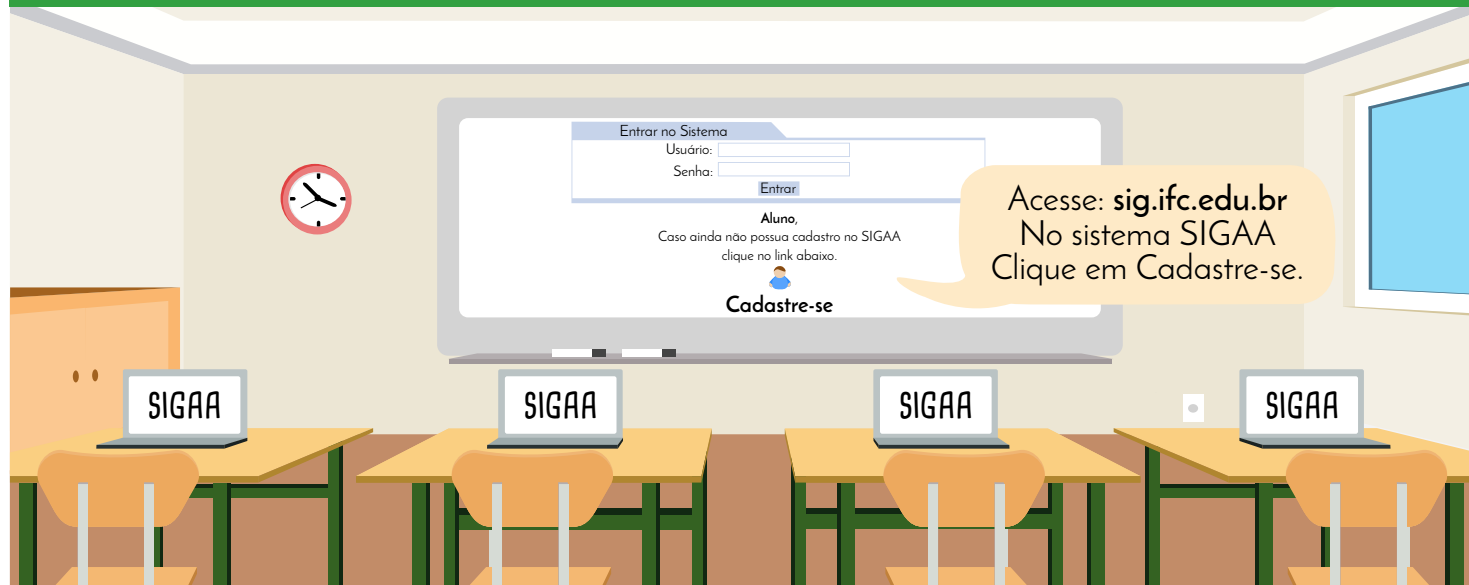 Entrar no Sistema
Usuário:
Senha:
Entrar
Aluno,
Caso ainda não possua cadastro no SIGAA
clique no link abaixo.
Cadastre-se
Acesse: sig.ifc.edu.br
No sistema SIGAA
Clique em Cadastre-se.
SIGAA
SIGAA
SIGAA
SIGAA